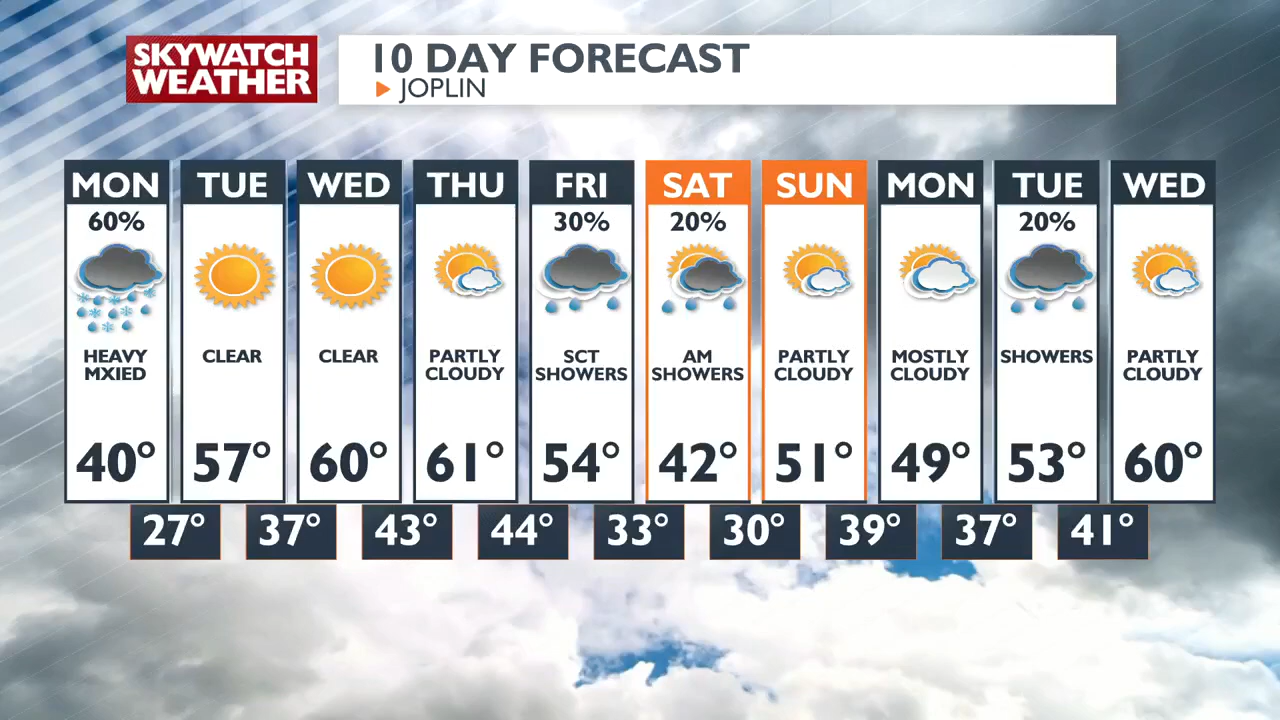 SKYWATCH
WEATHER
10 DAY FORECAST
JOPLIN
MON TUE WED THU FRI SAT SUN MON TUE WED
60% 30% 20% 20%
HEAVY CLEAR CLEAR PARTLY SCT AM PARTLY MOSTLY SHOWERS PARTLY
MXIED CLOUDY SHOWERS SHOWERS CLOUDY CLOUDY CLOUDY
40° 57° 60° 61° 54° 42° 51° 49° 53° 60°
27° 37° 43° 44° 33° 30° 39° 37° 41°